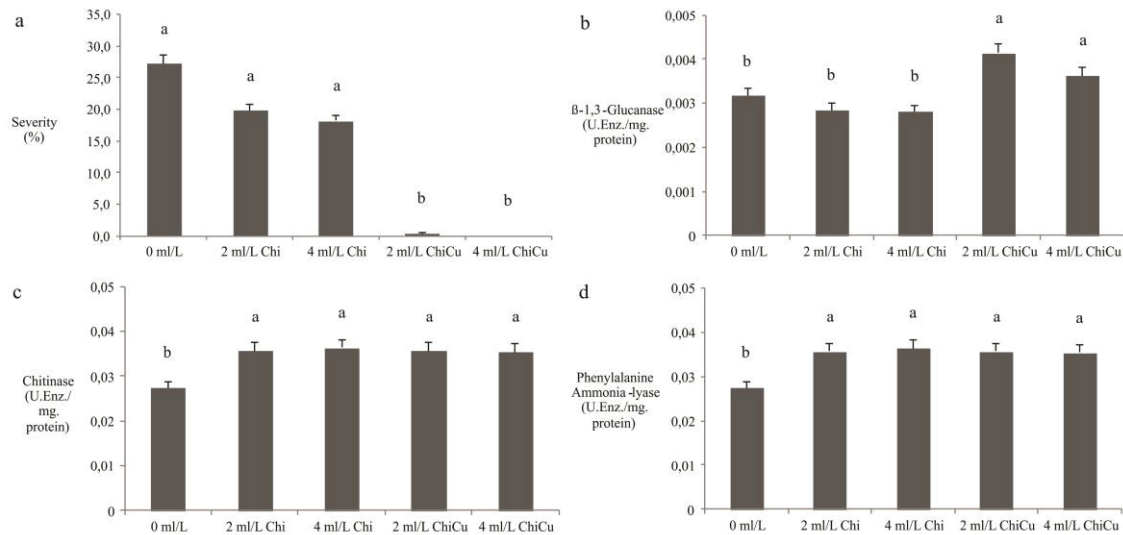 a
35,0
30,0
25,0
20,0
15,0
10,0
5,0
0,0
Severity
(%)
a
a
a
b
b
0 ml/L
2 ml/L Chi
4 ml/L Chi
2 ml/L ChiCu
4 ml/L ChiCu
b
0,005
0,004
0,003
0,002
0,001
0
ß-1,3-Glucanase
(U.Enz./mg.
protein)
b
b
b
a
a
0 ml/L
2 ml/L Chi
4 ml/L Chi
2 ml/L ChiCu
4 ml/L ChiCu
c
0,05
0,04
0,03
0,02
0,01
0
Chitinase
(U.Enz./
mg.
protein)
b
a
a
a
a
0 ml/L
2 ml/L Chi
4 ml/L Chi
2 ml/L ChiCu
4 ml/L ChiCu
d
0,05
0,04
0,03
0,02
0,01
0
Phenylalanine
Ammonia -lyase
(U.Enz./mg.
protein)
b
a
a
a
a
0 ml/L
2 ml/L Chi
4 ml/L Chi
2 ml/L ChiCu
4 ml/L ChiCu